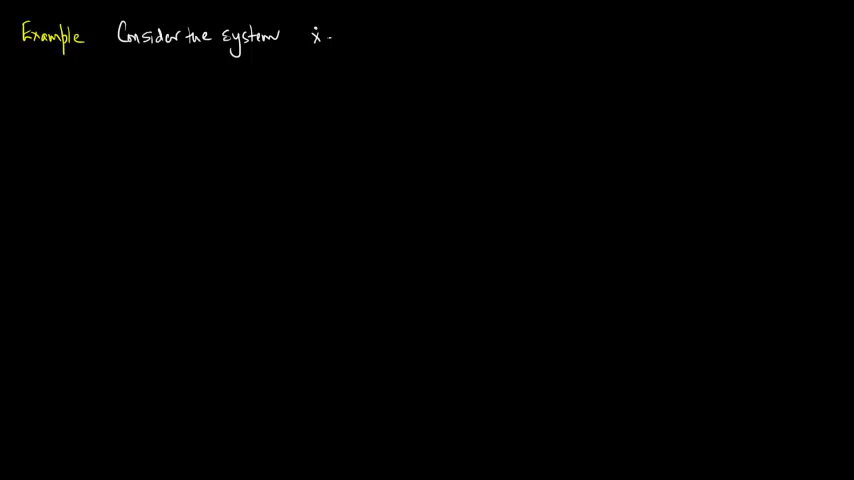 Example Consider the system ẋ -